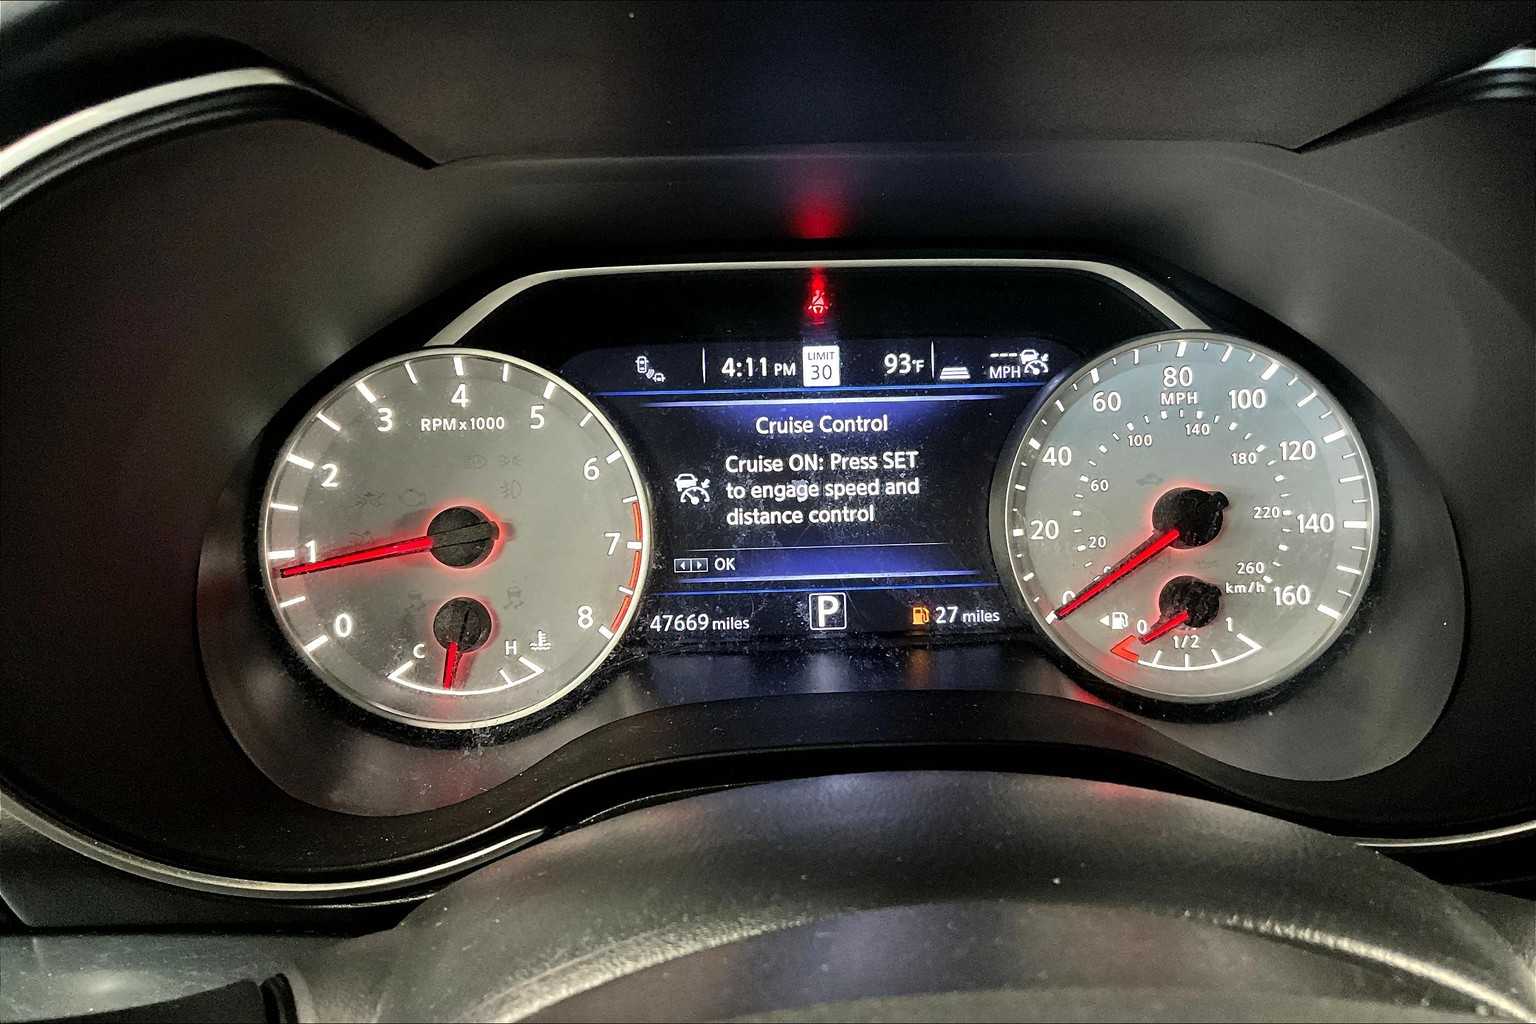 4:11 PM
LIMIT
30
93°F
---
MPH
Cruise Control
Cruise ON: Press SET
to engage speed and
distance control
OK
47669 miles
P
27 miles
0
1
2
3
4
5
6
7
8
RPM x 1000
C
H
0
20
40
60
80
100
120
140
160
MPH
20
60
100
140
180
220
260
km/h
0
1/2
1